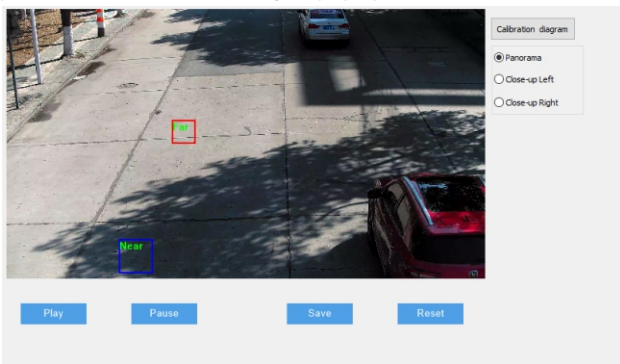 Calibration diagram
Panorama
Close-up Left
Close-up Right
Far
Near
Play
Pause
Save
Reset